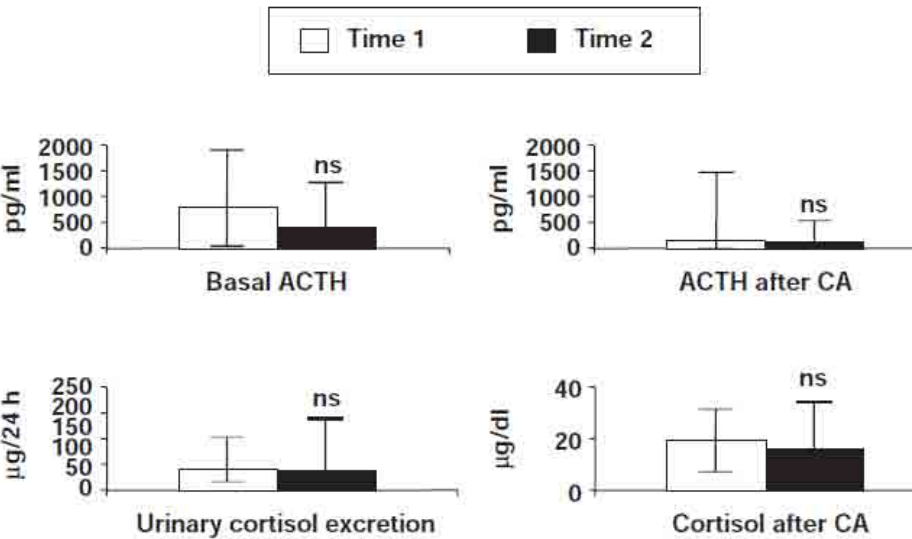 Time 1 Time 2
pg/ml
2000
1500
1000
500
0
ns
Basal ACTH
pg/ml
2000
1500
1000
500
0
ns
ACTH after CA
µg/24 h
250
200
150
100
50
0
ns
Urinary cortisol excretion
µg/dl
40
20
0
ns
Cortisol after CA